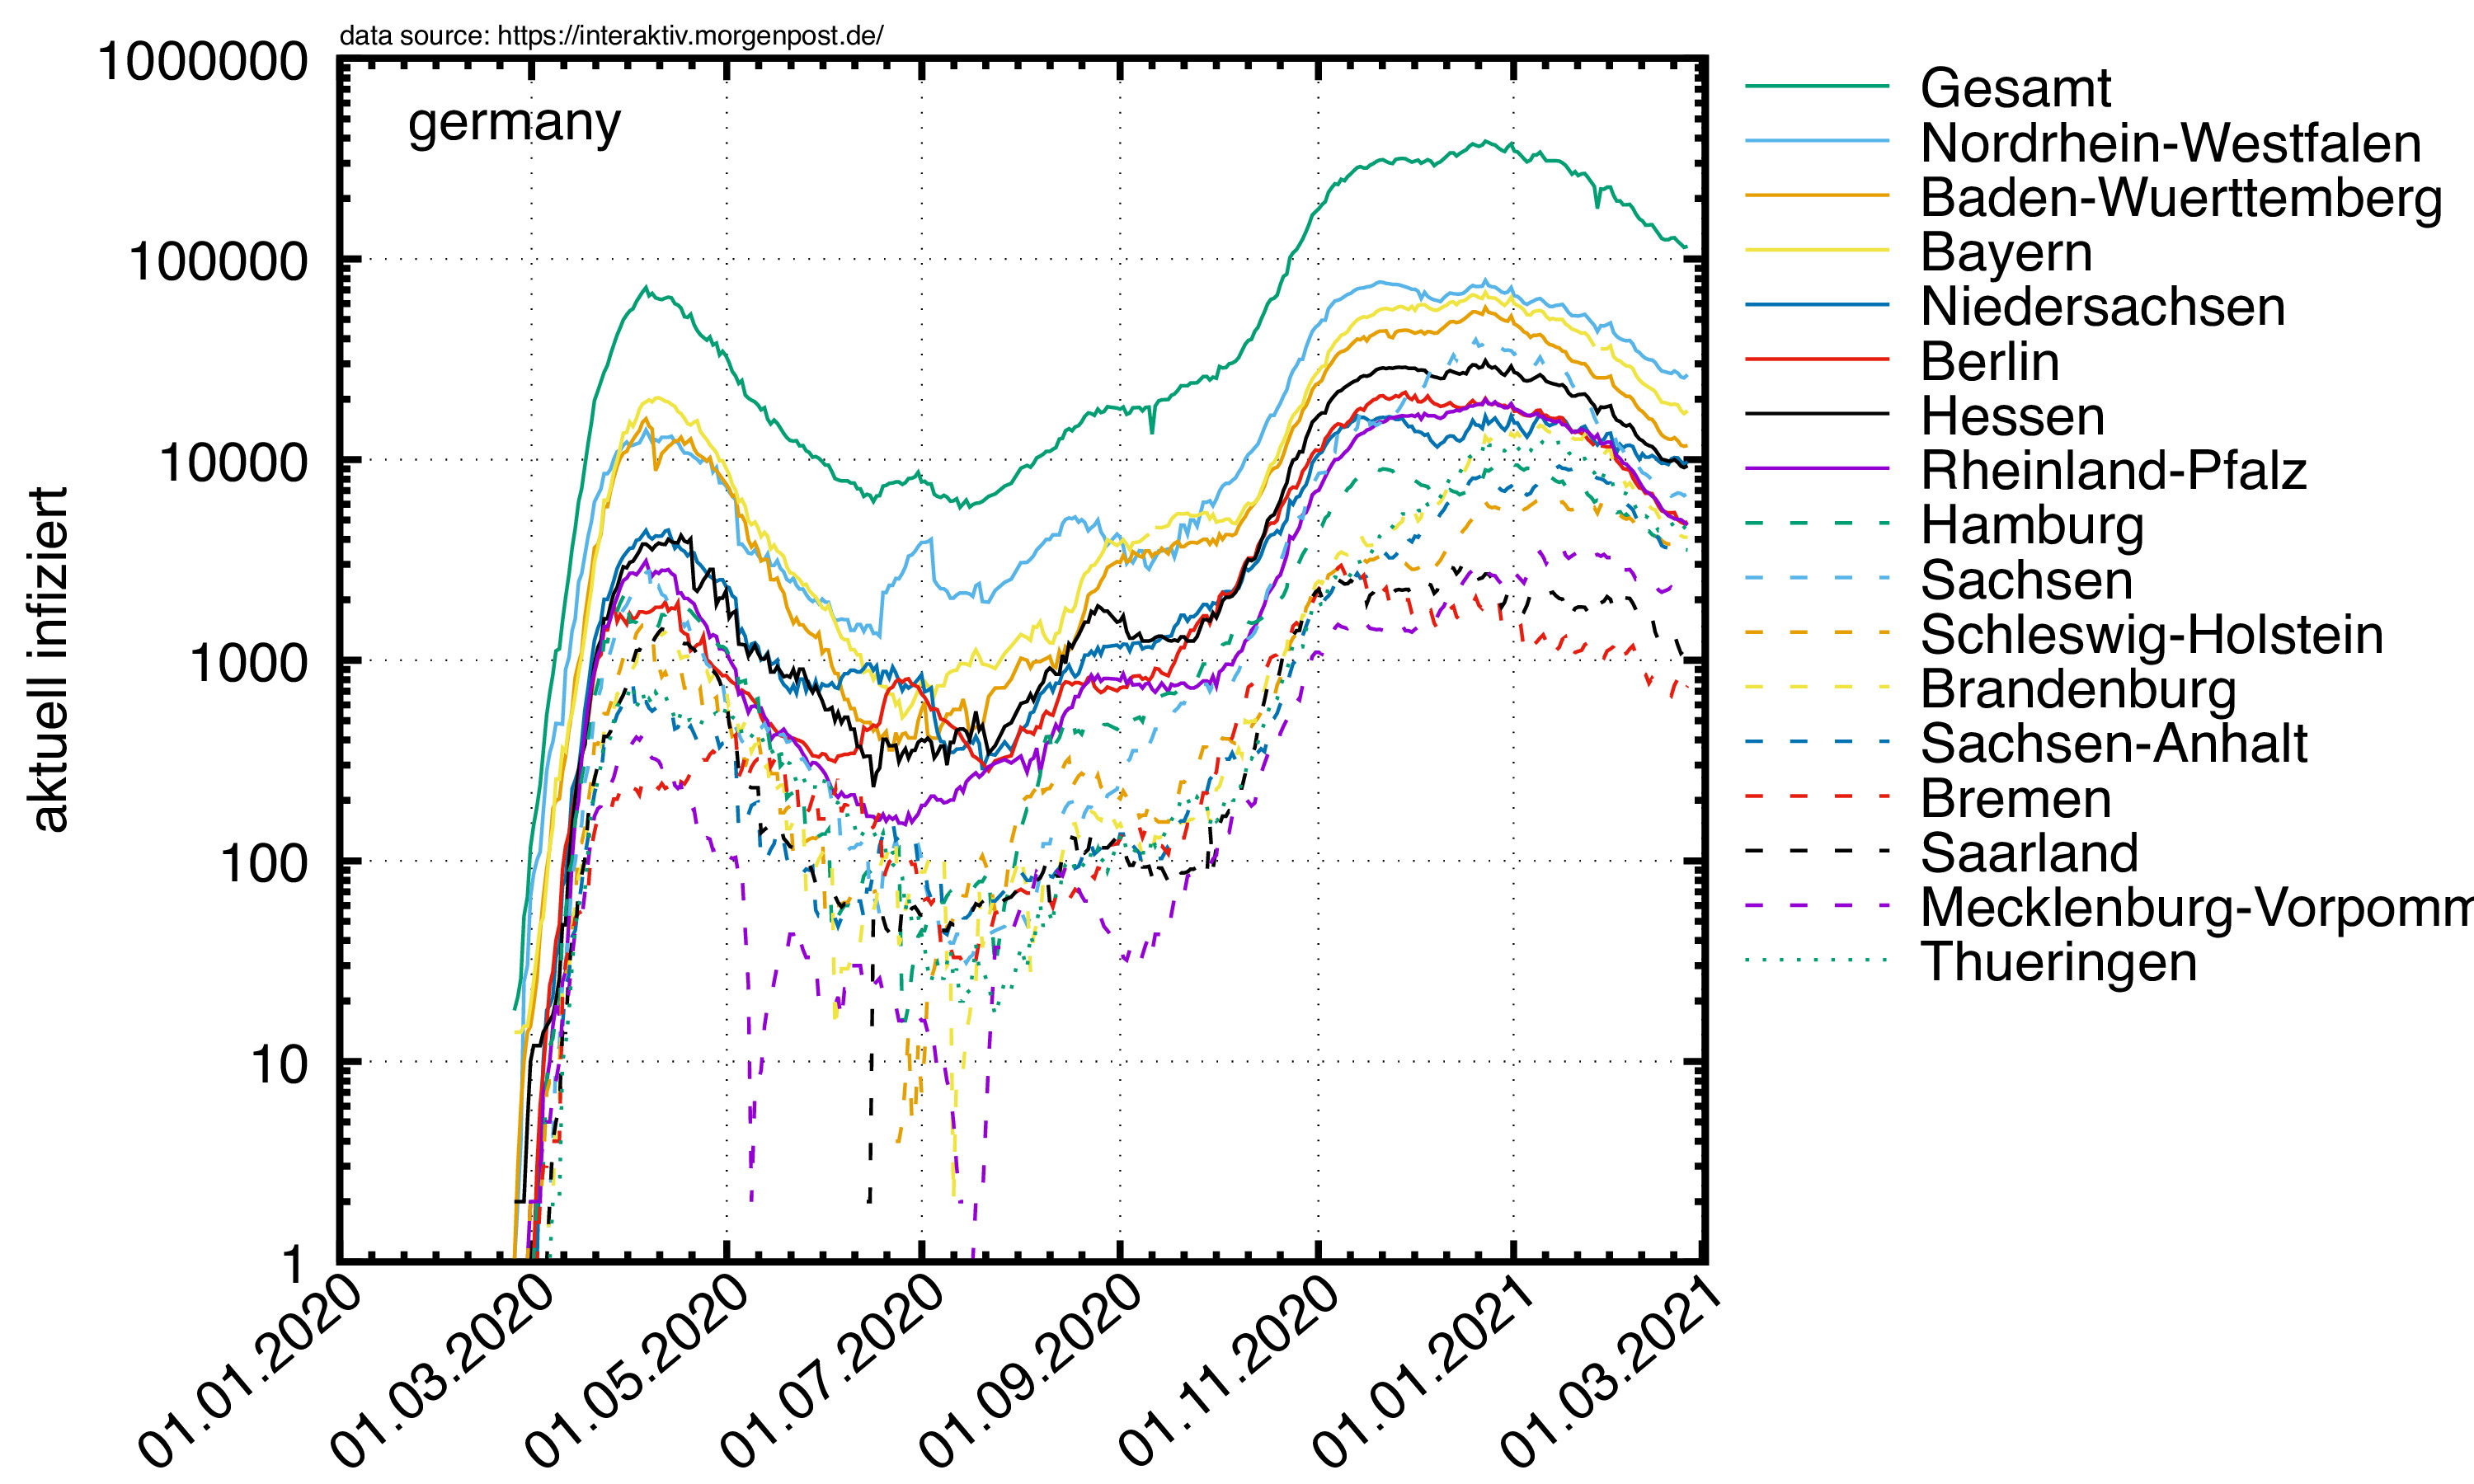 data source: https://interaktiv.morgenpost.de/
germany
aktuell infiziert
1000000
100000
10000
1000
100
10
1
01.01.2020
01.03.2020
01.05.2020
01.07.2020
01.09.2020
01.11.2020
01.01.2021
01.03.2021
Gesamt
Nordrhein-Westfalen
Baden-Wuerttemberg
Bayern
Niedersachsen
Berlin
Hessen
Rheinland-Pfalz
Hamburg
Sachsen
Schleswig-Holstein
Brandenburg
Sachsen-Anhalt
Bremen
Saarland
Mecklenburg-Vorpomm
Thueringen